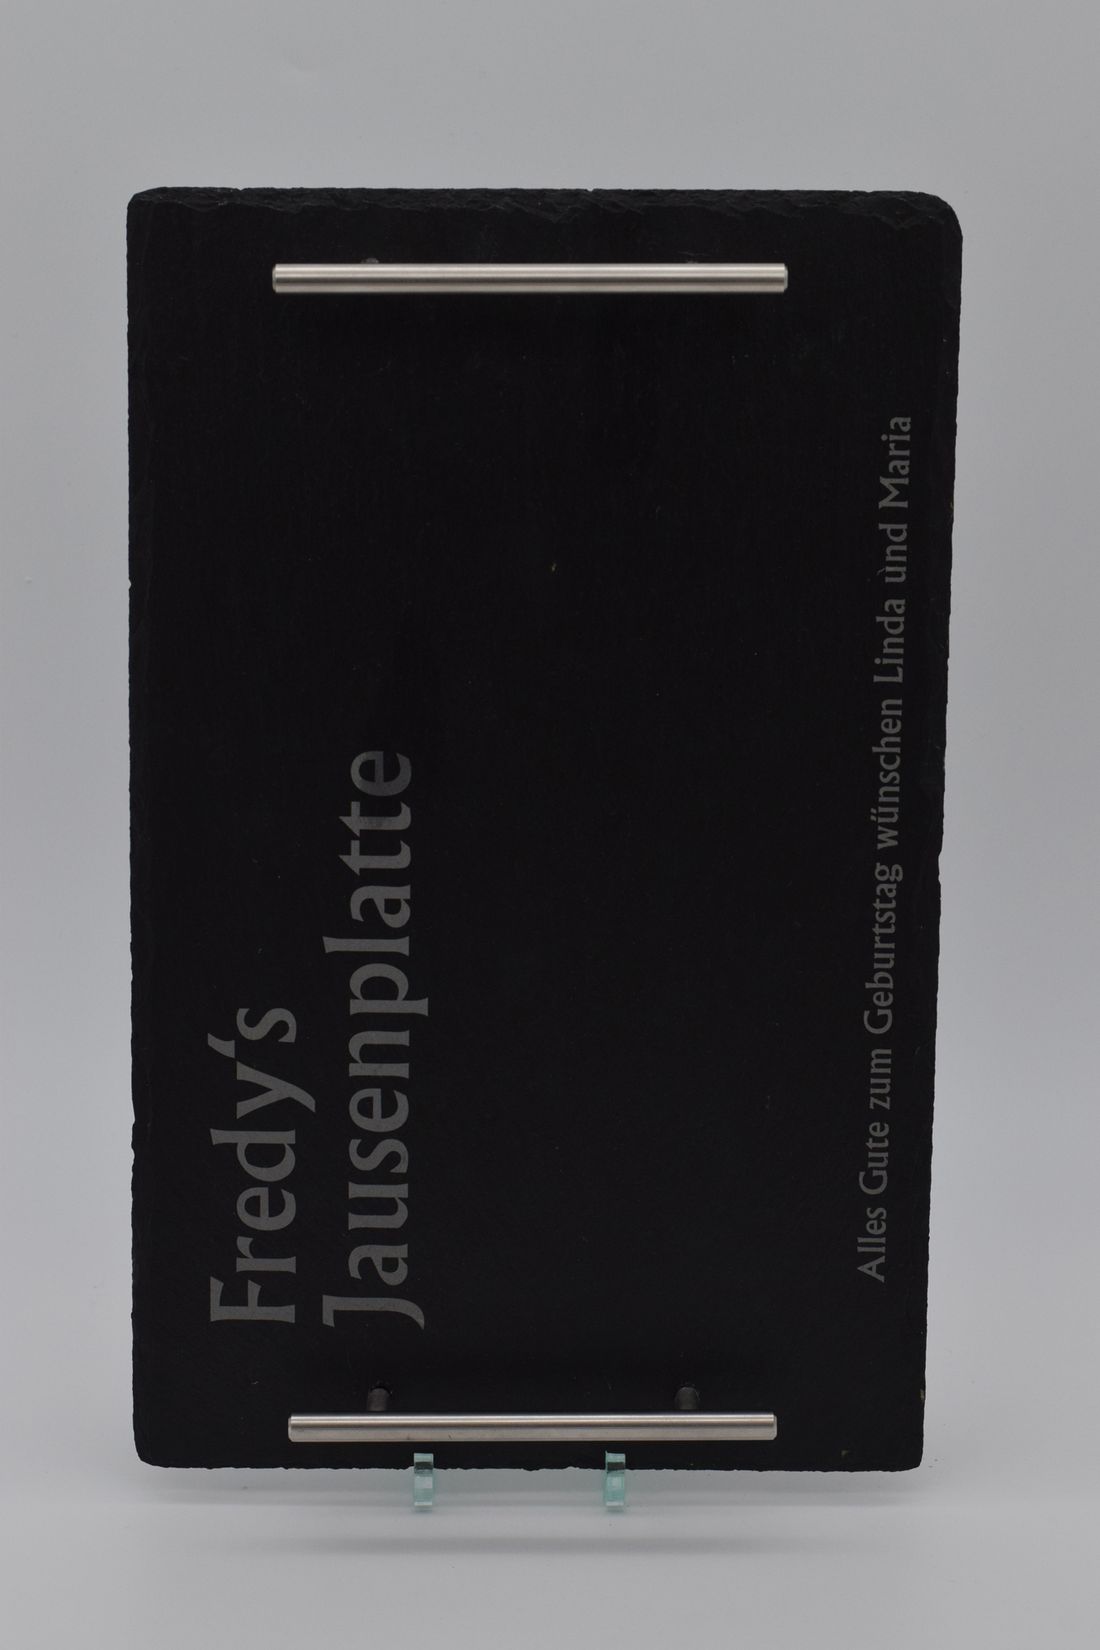 Fredy's
Jausenplatte
Alles Gute zum Geburtstag wünschen Linda und Maria